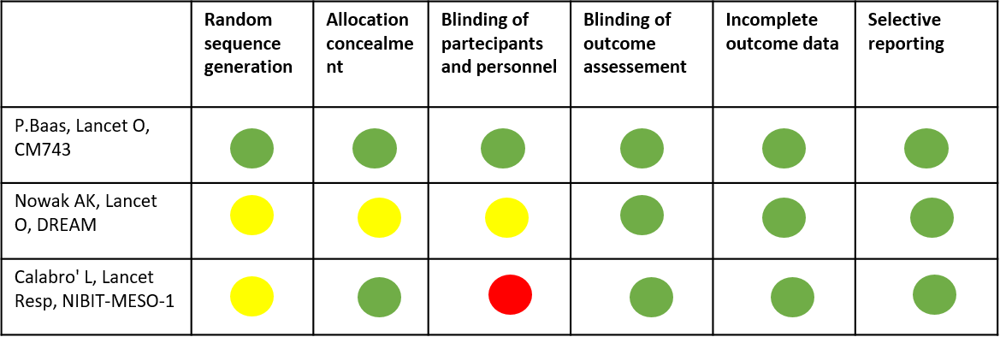 Random
sequence
generation
Allocation
concealme
nt
Blinding of
partecipants
and personnel
Blinding of
outcome
assessement
Incomplete
outcome data
Selective
reporting
P.Baas, Lancet O,
CM743
Nowak AK, Lancet
O, DREAM
Calabro' L, Lancet
Resp, NIBIT-MESO-1